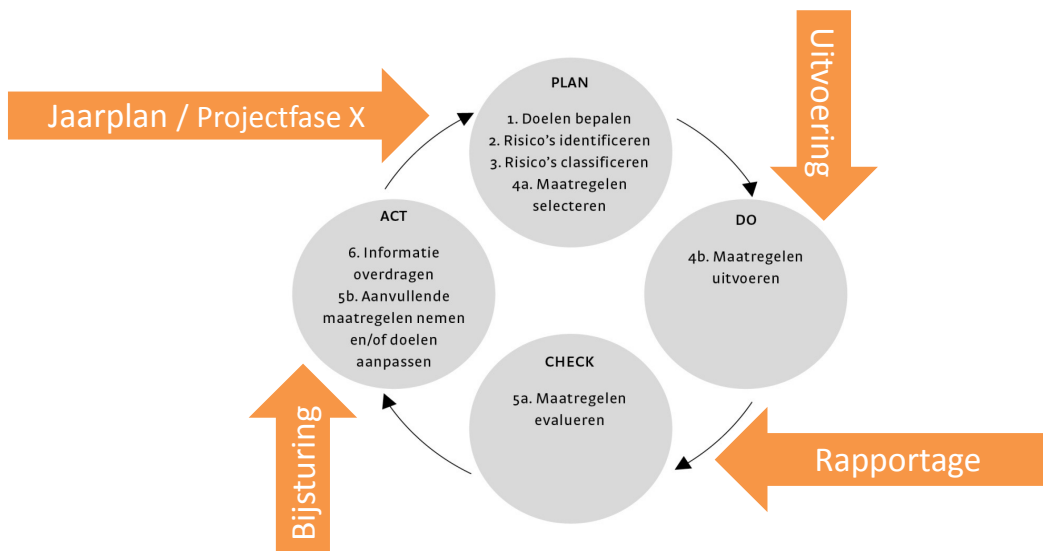 Jaarplan / Projectfase X
PLAN
1. Doelen bepalen
2. Risico's identificeren
3. Risico's classificeren
4a. Maatregelen
selecteren
Uitvoering
DO
4b. Maatregelen
uitvoeren
ACT
6. Informatie
overdragen
5b. Aanvullende
maatregelen nemen
en/of doelen
aanpassen
CHECK
5a. Maatregelen
evalueren
Rapportage
Bijsturing